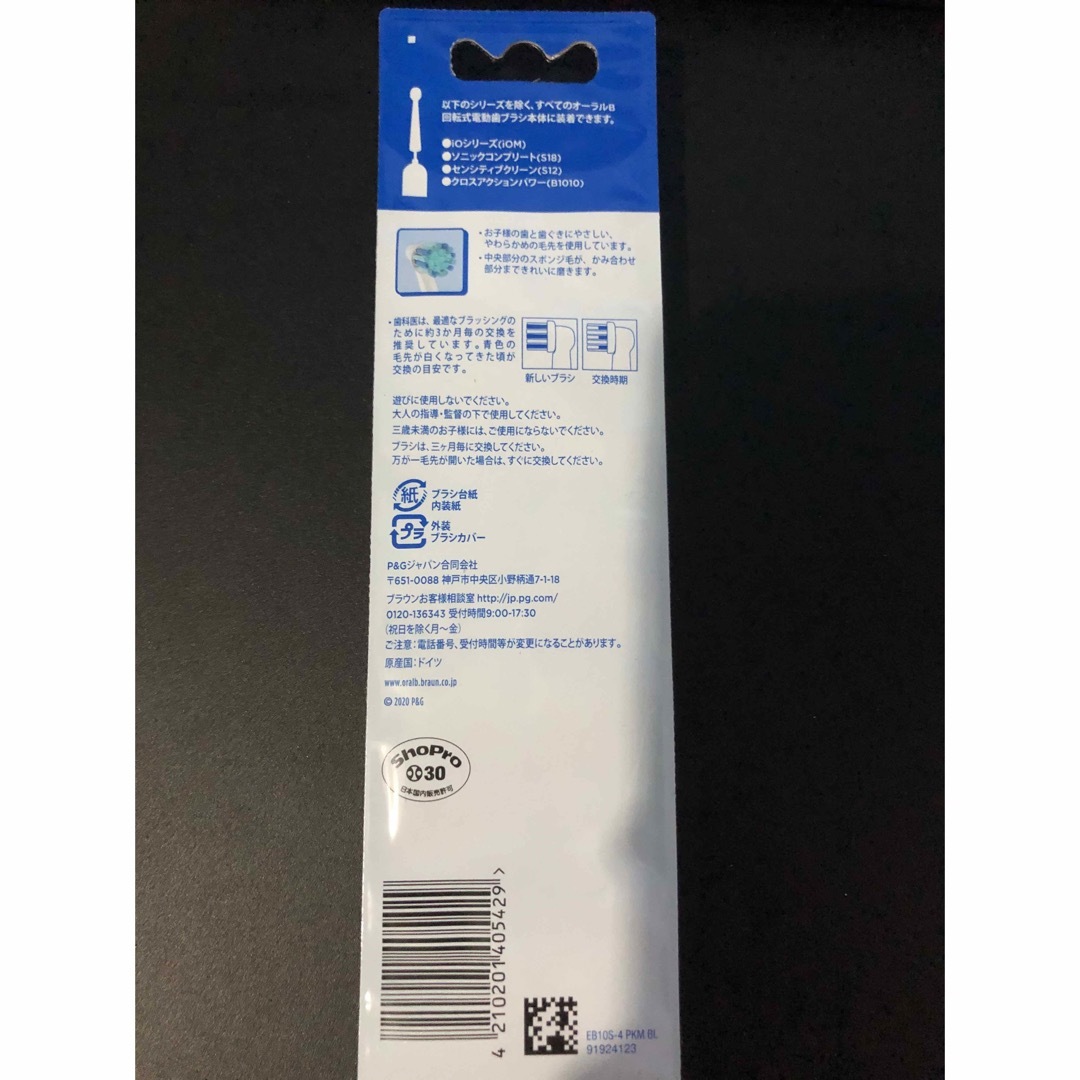 以下のシリーズを除く、すべてのオーラルB
回転式電動歯ブラシ本体に装着できます。
●iOシリーズ(iOM)
●ソニックコンプリート(S18)
●センシティブクリーン(S12)
●クロスアクションパワー(B1010)
・お子様の歯と歯ぐきにやさしい、
やわらかめの毛先を使用しています。
・中央部分のスポンジ毛が、かみ合わせ
部分まできれいに磨きます。
・歯科医は、最適なブラッシングの
ために約3か月毎の交換を
推奨しています。青色の
毛先が白くなってきた頃が
交換の目安です。
新しいブラシ
交換時期
遊びに使用しないでください。
大人の指導・監督の下で使用してください。
三歳未満のお子様には、ご使用にならないでください。
ブラシは、三ヶ月毎に交換してください。
万が一毛先が開いた場合は、すぐに交換してください。
紙
ブラシ台紙
内装紙
プラ
外装
ブラシカバー
P&Gジャパン合同会社
〒651-0088 神戸市中央区小野柄通7-1-18
ブラウンお客様相談室 http://jp.pg.com/
0120-136343 受付時間9:00-17:30
(祝日を除く月～金)
ご注意：電話番号、受付時間等が変更になることがあります。
原産国：ドイツ
www.oralb.braun.co.jp
© 2020 P&G
ShoPro
30
日本国内販売許可
4 210201 405429 >
EB10S-4 PKM BL
91924123